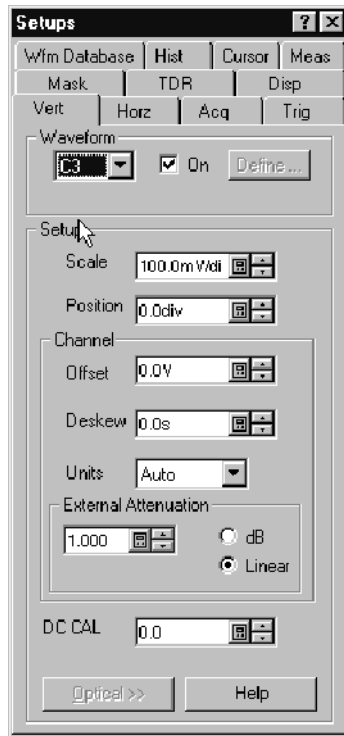 Setups ? X
Wfm Database Hist Cursor Meas
Mask TDR Disp
Vert Horz Acq Trig
Waveform
C3 On Define...
Setup
Scale 100.0mV/di
Position 0.0div
Channel
Offset 0.0V
Deskew 0.0s
Units Auto
External Attenuation
1.000 dB
Linear
DC CAL 0.0
Optical >> Help